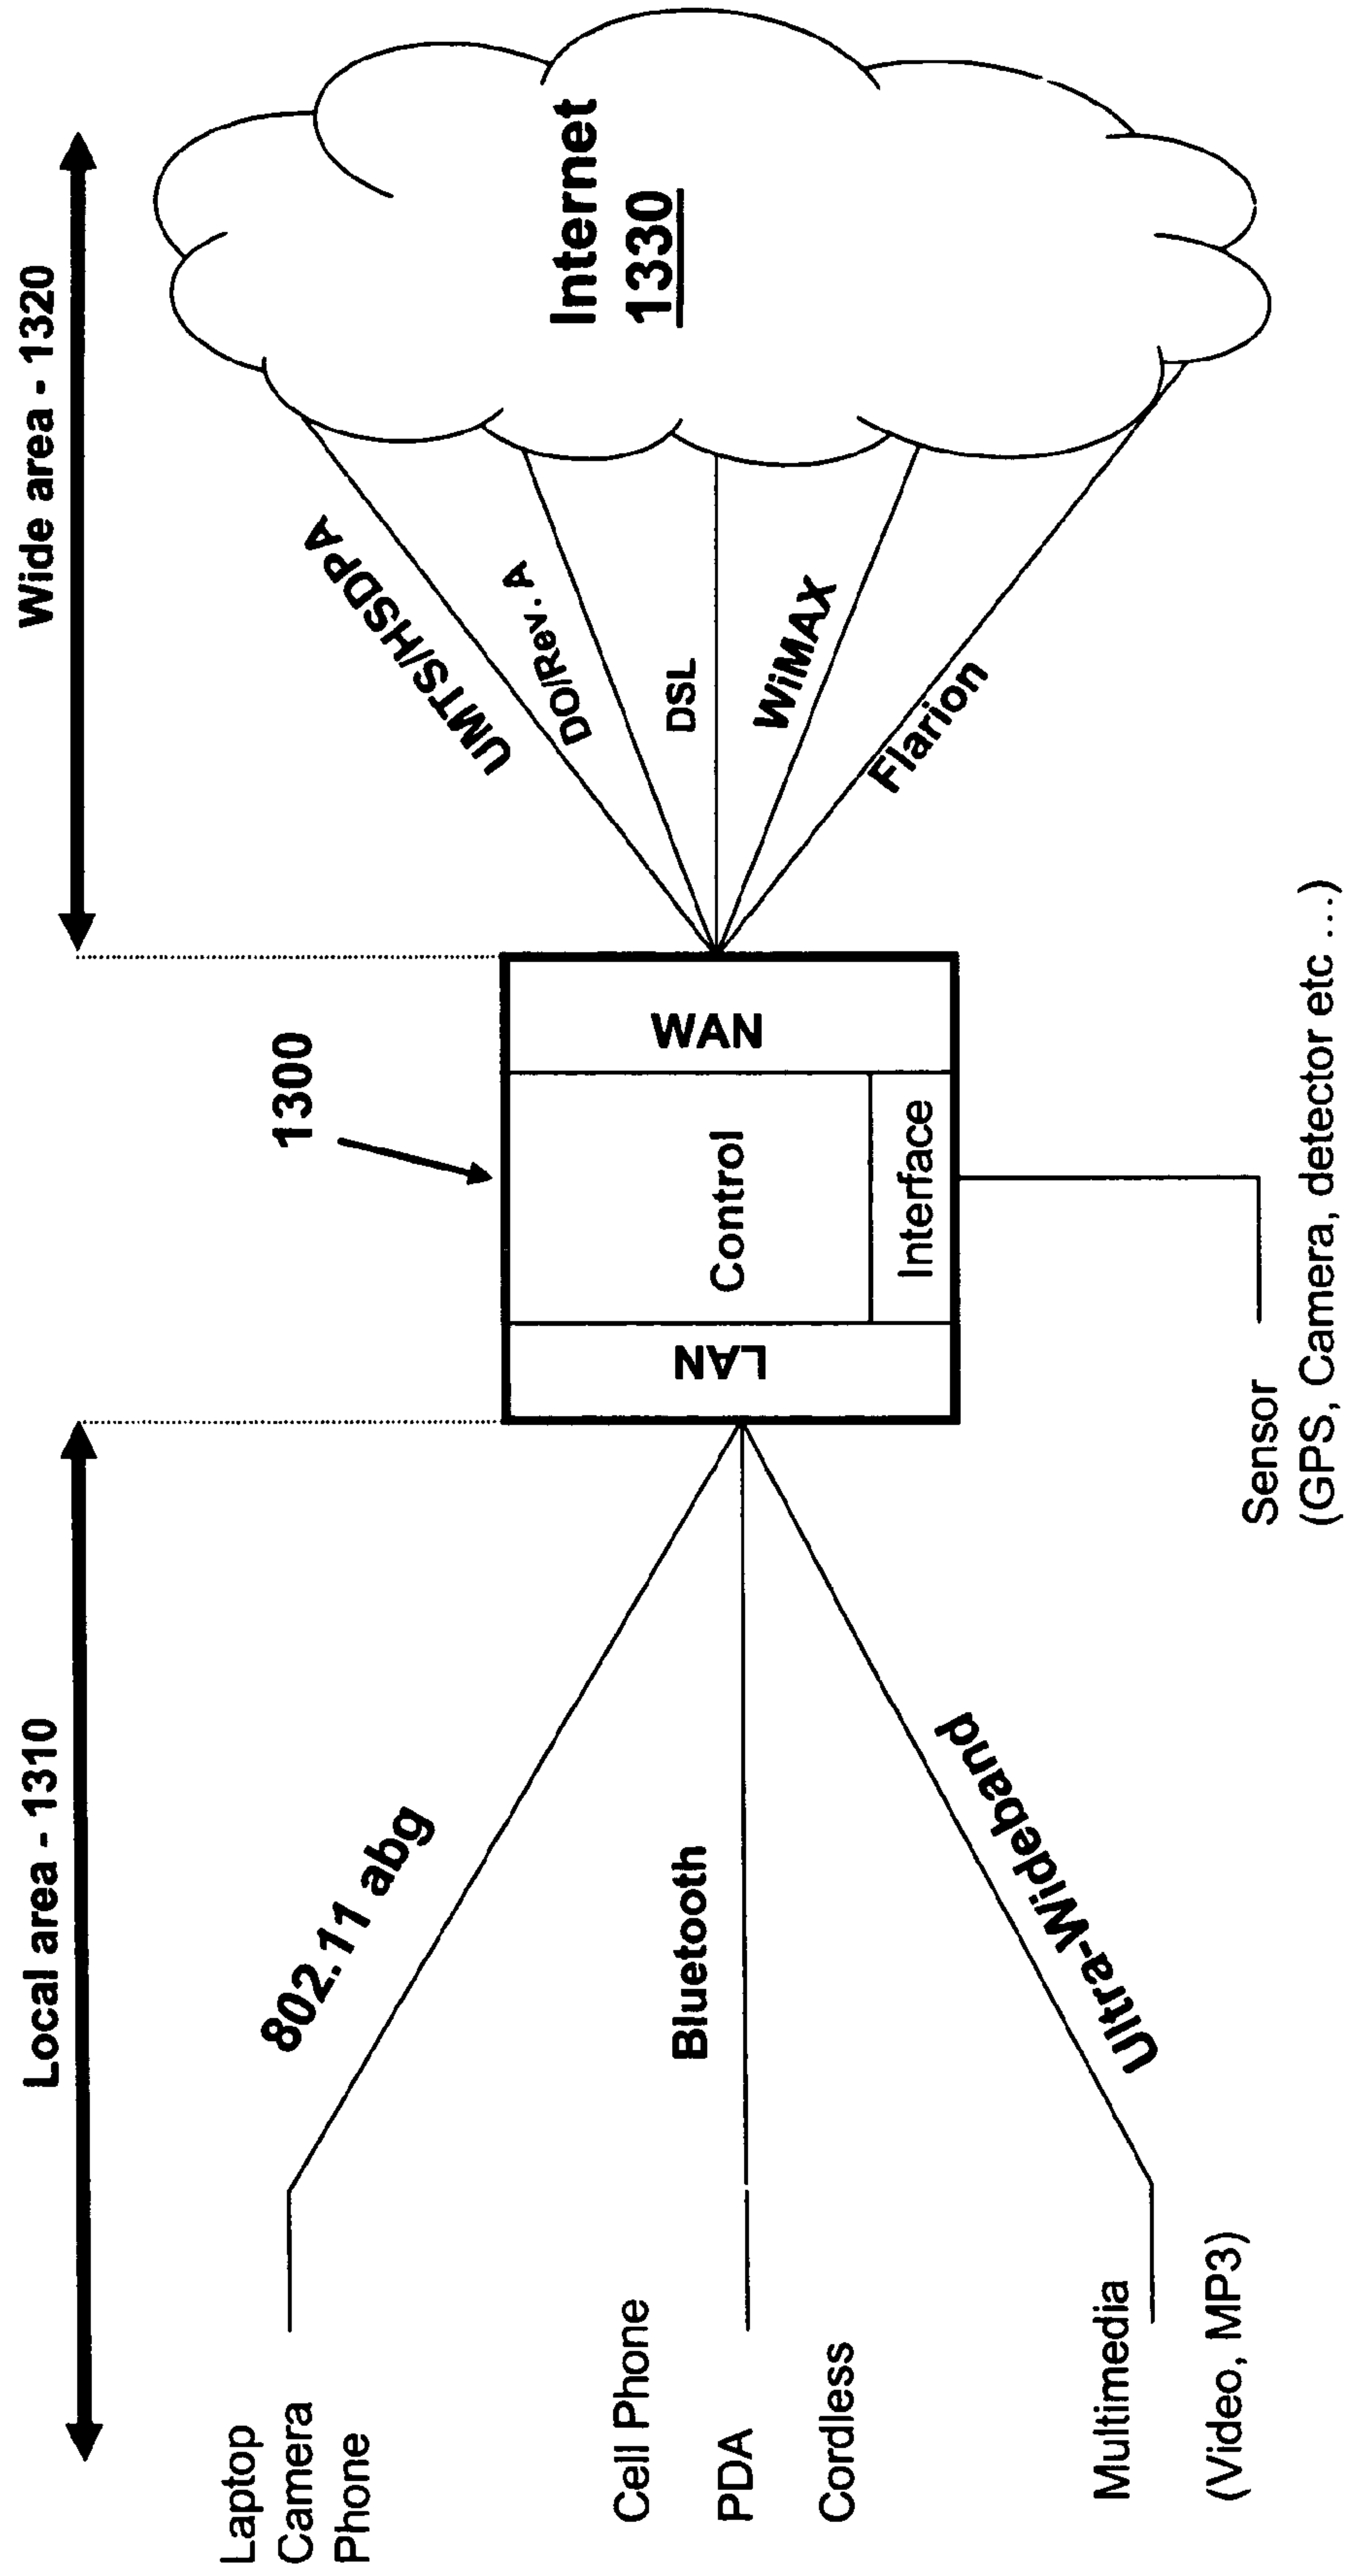 Local area - 1310
Wide area - 1320
1300
Laptop
Camera
Phone
802.11 abg
Cell Phone
PDA
Cordless
Bluetooth
Multimedia
(Video, MP3)
Ultra-Wideband
LAN
Control
Interface
WAN
Sensor
(GPS, Camera, detector etc ...)
UMTS/HSDPA
DO/Rev. A
DSL
WiMAX
Flarion
Internet
1330